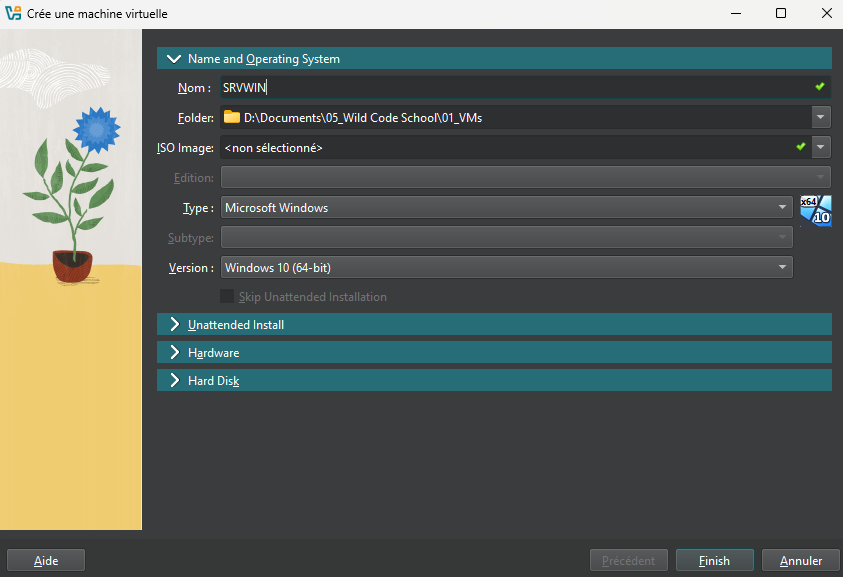 Crée une machine virtuelle
Name and Operating System
Nom : SRVWIN
Folder: D:\Documents\05_Wild Code School\01_VMs
ISO Image: <non sélectionné>
Edition:
Type : Microsoft Windows
x64
10
Subtype:
Version : Windows 10 (64-bit)
Skip Unattended Installation
Unattended Install
Hardware
Hard Disk
Aide
Précédent
Finish
Annuler